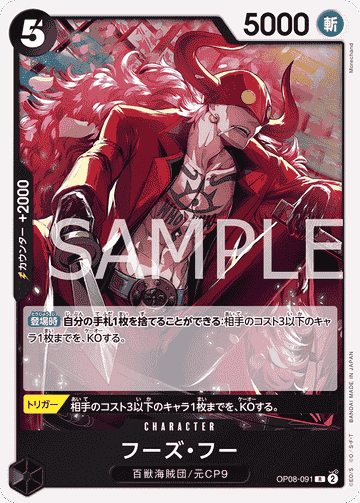 5
5000
斬
Morechand
カウンター +2000
SAMPLE
登場時 自分の手札1枚を捨てることができる:相手のコスト3以下のキャ
ラ1枚までを、KOする。
トリガー 相手のコスト3以下のキャラ1枚までを、KOする。
CHARACTER
フーズ・フー
百獣海賊団/元CP9
OP08-091 R 2
BANDAI MADE IN JAPAN